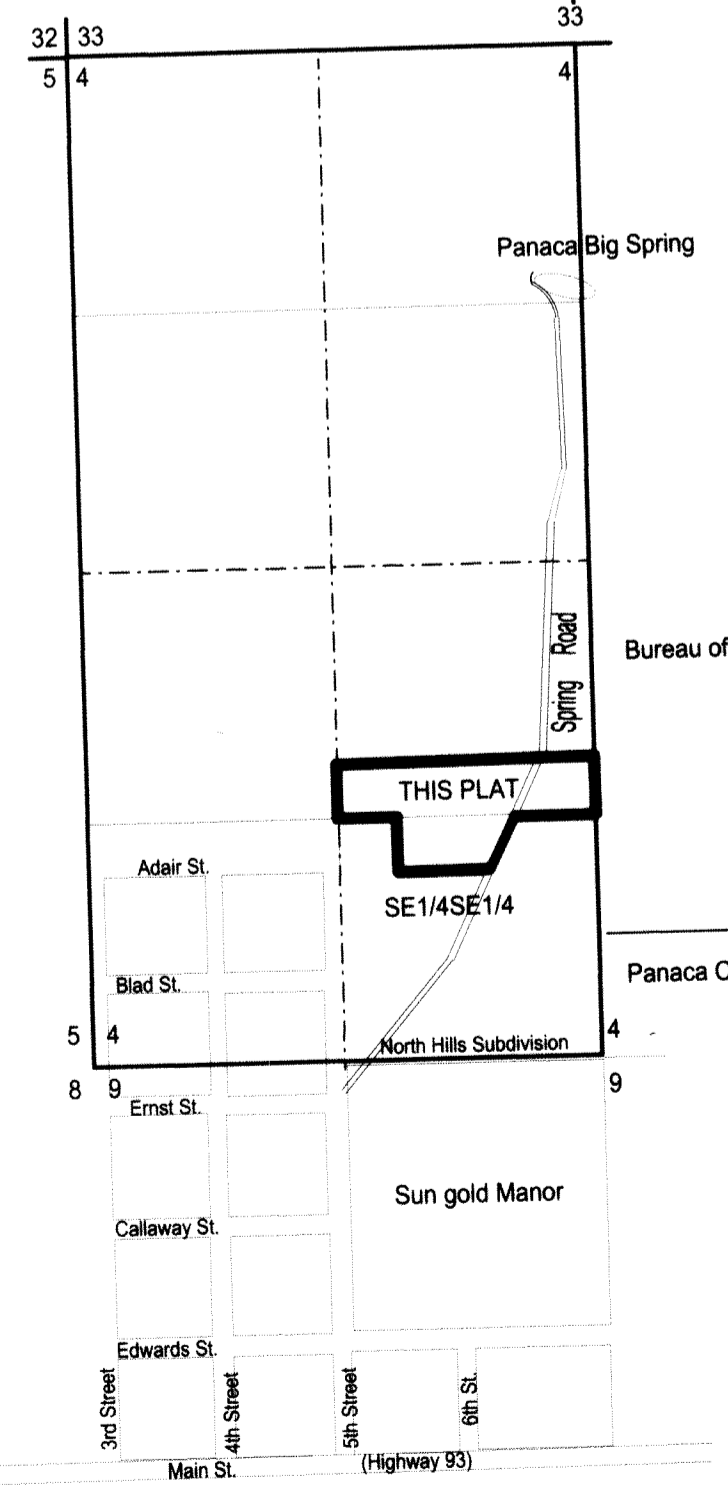 33
32 33
5 4
4
Panaca Big Spring
Spring Road
Bureau of
THIS PLAT
Adair St.
SE1/4SE1/4
Blad St.
Panaca
5 4
4
North Hills Subdivision
8 9
9
Ernst St.
Sun gold Manor
Callaway St.
Edwards St.
3rd Street
4th Street
5th Street
6th St.
Main St.
(Highway 93)